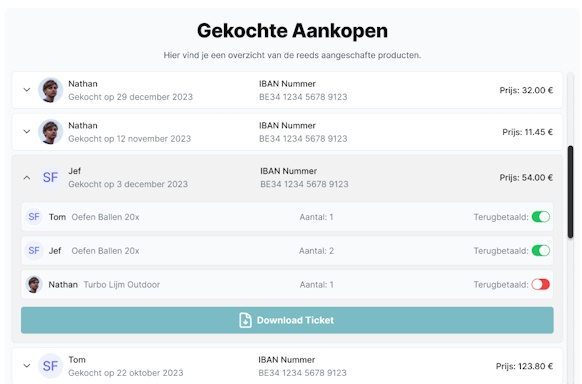 Gekochte Aankopen
Hier vind je een overzicht van de reeds aangeschafte producten.
Nathan IBAN Nummer
Gekocht op 29 december 2023 BE34 1234 5678 9123 Prijs: 32.00 €
Nathan IBAN Nummer
Gekocht op 12 november 2023 BE34 1234 5678 9123 Prijs: 11.45 €
SF Jef IBAN Nummer
Gekocht op 3 december 2023 BE34 1234 5678 9123 Prijs: 54.00 €
SF Tom Oefen Ballen 20x Aantal: 1 Terugbetaald:
SF Jef Oefen Ballen 20x Aantal: 2 Terugbetaald:
Nathan Turbo Lijm Outdoor Aantal: 1 Terugbetaald:
Download Ticket
SF Tom IBAN Nummer
Gekocht op 22 oktober 2023 BE34 1234 5678 9123 Prijs: 123.80 €